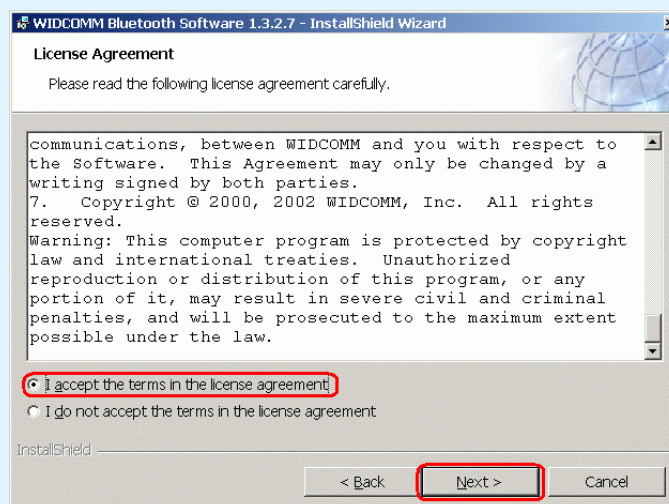 WIDCOMM Bluetooth Software 1.3.2.7 - InstallShield Wizard
License Agreement
Please read the following license agreement carefully.
communications, between WIDCOMM and you with respect to
the Software. This Agreement may only be changed by a
writing signed by both parties.
7. Copyright © 2000, 2002 WIDCOMM, Inc. All rights
reserved.
Warning: This computer program is protected by copyright
law and international treaties. Unauthorized
reproduction or distribution of this program, or any
portion of it, may result in severe civil and criminal
penalties, and will be prosecuted to the maximum extent
possible under the law.
I accept the terms in the license agreement
I do not accept the terms in the license agreement
InstallShield
< Back Next > Cancel